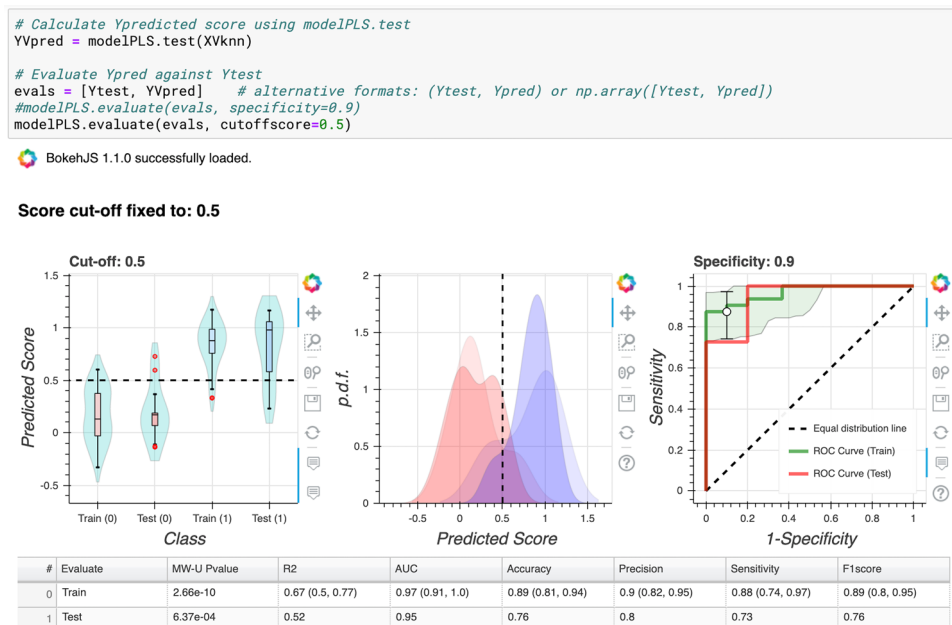 # Calculate Ypredicted score using modelPLS.test
YVpred = modelPLS.test(XVknn)
# Evaluate Ypred against Ytest
evals = [Ytest, YVpred]    # alternative formats: (Ytest, Ypred) or np.array([Ytest, Ypred])
#modelPLS.evaluate(evals, specificity=0.9)
modelPLS.evaluate(evals, cutoffscore=0.5)
BokehJS 1.1.0 successfully loaded.
Score cut-off fixed to: 0.5
Cut-off: 0.5
1.5
1
0.5
0
-0.5
Predicted Score
Train (0) Test (0) Train (1) Test (1)
Class
2
1.5
1
0.5
0
p.d.f.
-0.5 0 0.5 1 1.5
Predicted Score
Specificity: 0.9
1
0.8
0.6
0.4
0.2
0
Sensitivity
Equal distribution line
ROC Curve (Train)
ROC Curve (Test)
0 0.2 0.4 0.6 0.8 1
1-Specificity
# Evaluate MW-U Pvalue R2 AUC Accuracy Precision Sensitivity F1score
0 Train 2.66e-10 0.67 (0.5, 0.77) 0.97 (0.91, 1.0) 0.89 (0.81, 0.94) 0.9 (0.82, 0.95) 0.88 (0.74, 0.97) 0.89 (0.8, 0.95)
1 Test 6.37e-04 0.52 0.95 0.76 0.8 0.73 0.76